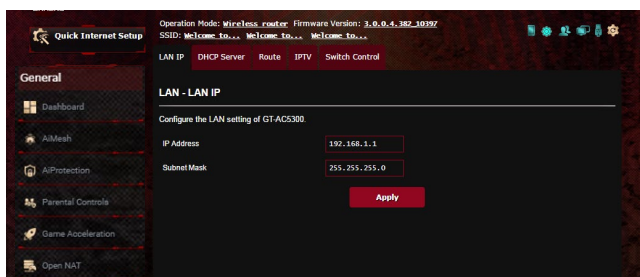 Operation Mode: Wireless router Firmware Version: 3.0.0.4.382_10397
Quick Internet Setup
SSID: Welcome to... Welcome to... Welcome to...
LAN IP DHCP Server Route IPTV Switch Control
General
LAN - LAN IP
Dashboard
Configure the LAN setting of GT-AC5300.
AiMesh
IP Address 192.168.1.1
AiProtection
Subnet Mask 255.255.255.0
Parental Controls
Apply
Game Acceleration
Open NAT